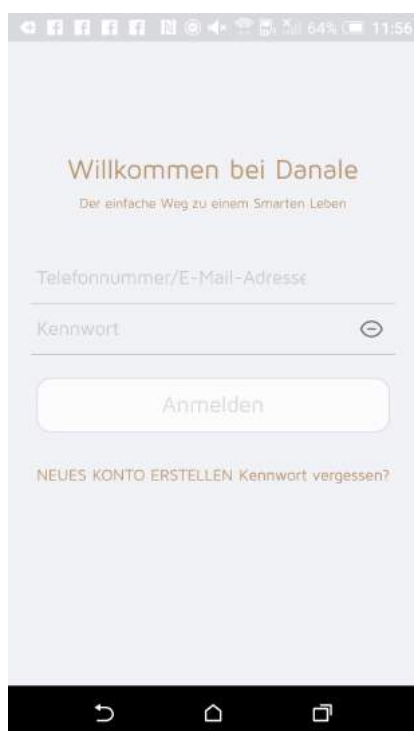 64% 11:56
Willkommen bei Danale
Der einfache Weg zu einem Smarten Leben
Telefonnummer/E-Mail-Adresse
Kennwort
Anmelden
NEUES KONTO ERSTELLEN Kennwort vergessen?